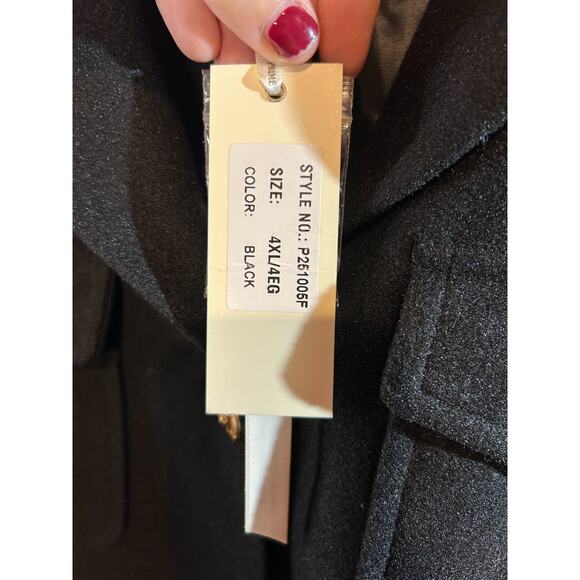 STYLE NO.: P251005F
SIZE: 4XL/4EG
COLOR: BLACK